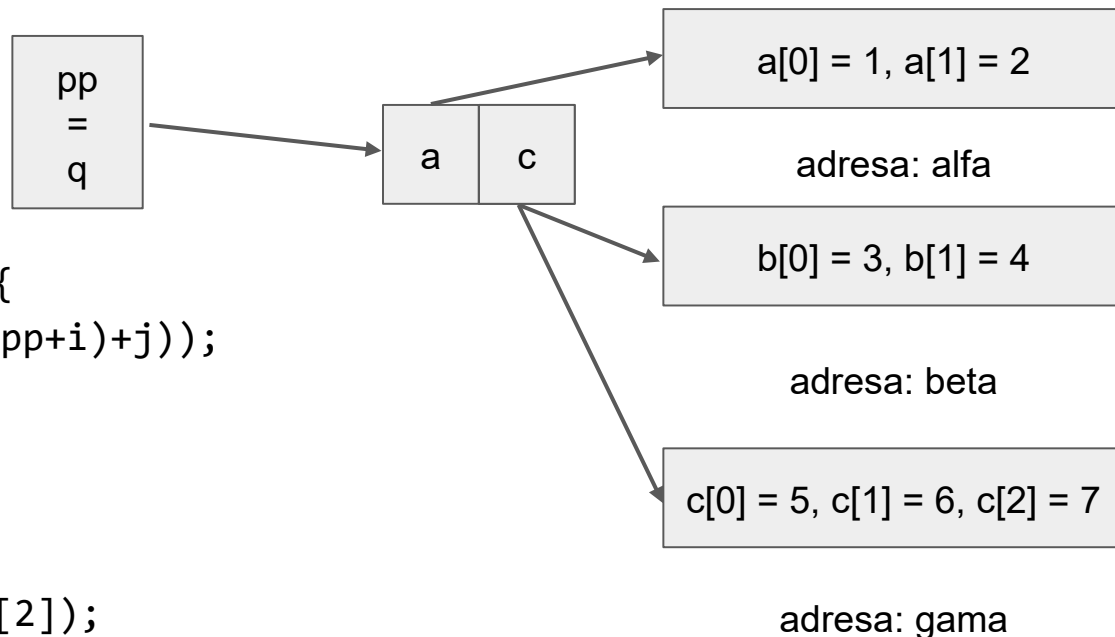 pp
=
q
a
c
a[0] = 1, a[1] = 2
adresa: alfa
b[0] = 3, b[1] = 4
adresa: beta
c[0] = 5, c[1] = 6, c[2] = 7
adresa: gama
{
pp+i)+j));
[2]);